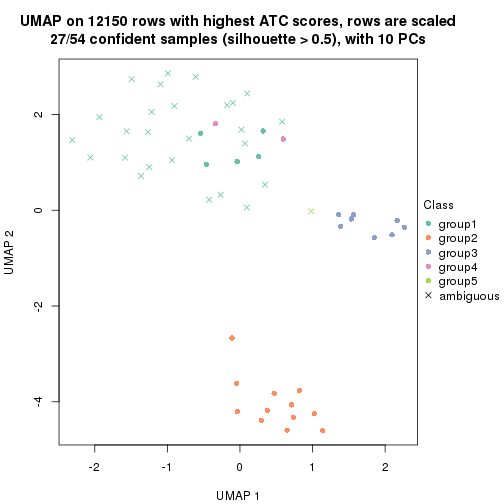 UMAP on 12150 rows with highest ATC scores, rows are scaled
27/54 confident samples (silhouette > 0.5), with 10 PCs
2
0
-2
-4
UMAP 2
-2
-1
0
1
2
UMAP 1
Class
group1
group2
group3
group4
group5
ambiguous